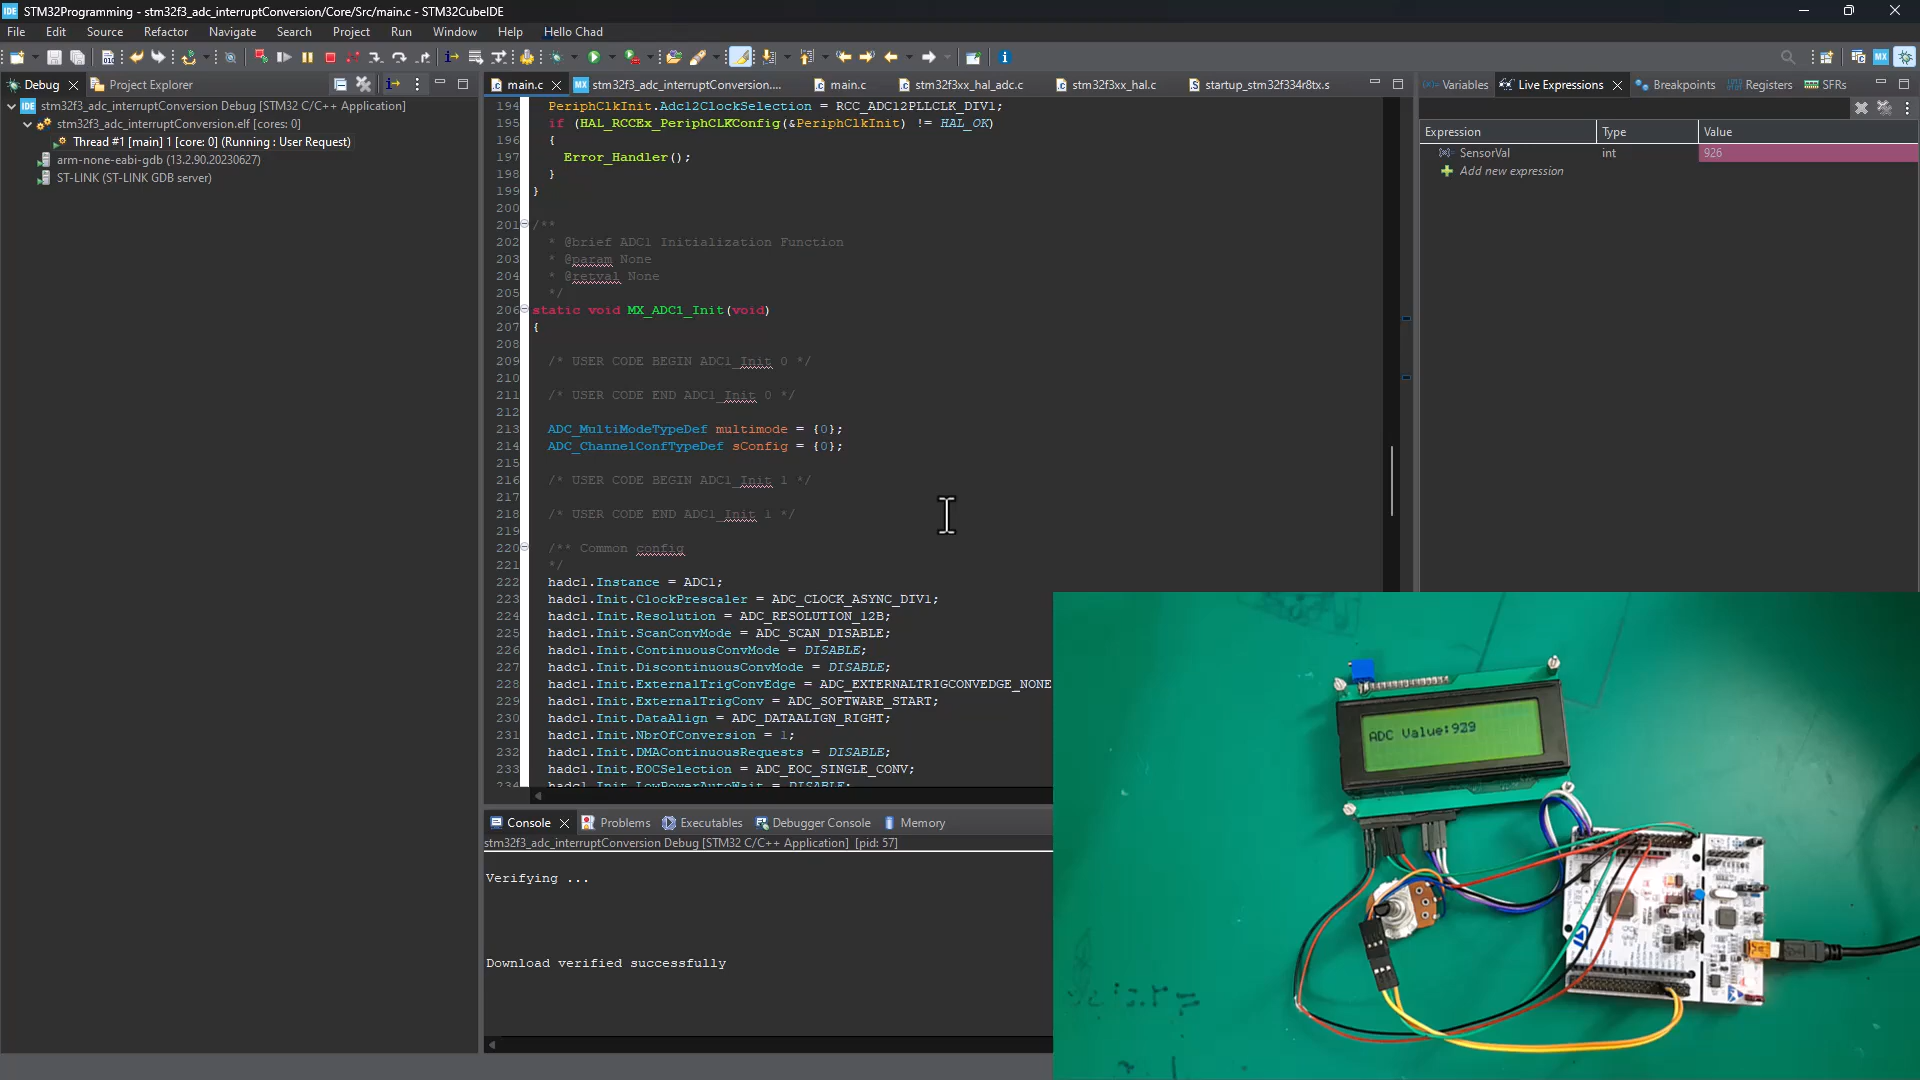 IDE STM32Programming - stm32f3_adc_interruptConversion/Core/Src/main.c - STM32CubeIDE
File Edit Source Refactor Navigate Search Project Run Window Help Hello Chad
Debug Project Explorer
main.c stm32f3_adc_interruptConversion.... main.c stm32f3xx_hal_adc.c stm32f3xx_hal.c startup_stm32f334r8tx.s
Variables Live Expressions Breakpoints Registers SFRs
stm32f3_adc_interruptConversion Debug [STM32 C/C++ Application]
stm32f3_adc_interruptConversion.elf [cores: 0]
Thread #1 [main] 1 [core: 0] (Running : User Request)
arm-none-eabi-gdb (13.2.90.20230627)
ST-LINK (ST-LINK GDB server)
194 PeriphClkInit.Adc12ClockSelection = RCC_ADC12PLLCLK_DIV1;
195 if (HAL_RCCEx_PeriphCLKConfig(&PeriphClkInit) != HAL_OK)
196 {
197 Error_Handler();
198 }
199 }
200
201 /**
202 * @brief ADC1 Initialization Function
203 * @param None
204 * @retval None
205 */
206 static void MX_ADC1_Init(void)
207 {
208
209 /* USER CODE BEGIN ADC1_Init 0 */
210
211 /* USER CODE END ADC1_Init 0 */
212
213 ADC_MultiModeTypeDef multimode = {0};
214 ADC_ChannelConfTypeDef sConfig = {0};
215
216 /* USER CODE BEGIN ADC1_Init 1 */
217
218 /* USER CODE END ADC1_Init 1 */
219
220 /** Common config
221 */
222 hadc1.Instance = ADC1;
223 hadc1.Init.ClockPrescaler = ADC_CLOCK_ASYNC_DIV1;
224 hadc1.Init.Resolution = ADC_RESOLUTION_12B;
225 hadc1.Init.ScanConvMode = ADC_SCAN_DISABLE;
226 hadc1.Init.ContinuousConvMode = DISABLE;
227 hadc1.Init.DiscontinuousConvMode = DISABLE;
228 hadc1.Init.ExternalTrigConvEdge = ADC_EXTERNALTRIGCONVEDGE_NONE
229 hadc1.Init.ExternalTrigConv = ADC_SOFTWARE_START;
230 hadc1.Init.DataAlign = ADC_DATAALIGN_RIGHT;
231 hadc1.Init.NbrOfConversion = 1;
232 hadc1.Init.DMAContinuousRequests = DISABLE;
233 hadc1.Init.EOCSelection = ADC_EOC_SINGLE_CONV;
234 hadc1.Init.LowPowerAutoWait = DISABLE;
Expression Type Value
SensorVal int 926
Add new expression
Console Problems Executables Debugger Console Memory
stm32f3_adc_interruptConversion Debug [STM32 C/C++ Application] [pid: 57]
Verifying ...
Download verified successfully
ADC Value:929